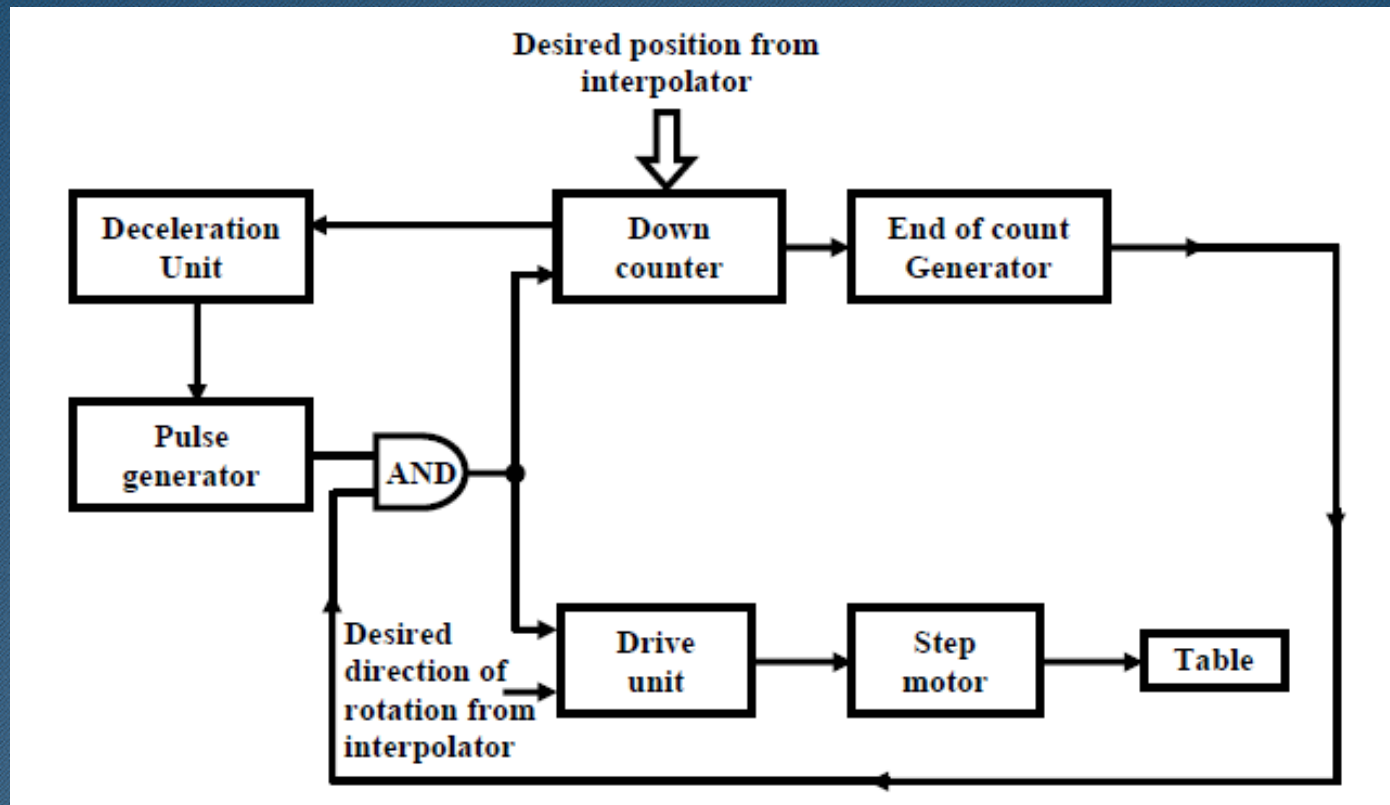 Desired position from
interpolator
Deceleration
Unit
Down
counter
End of count
Generator
Pulse
generator
AND
Desired
direction of
rotation from
interpolator
Drive
unit
Step
motor
Table